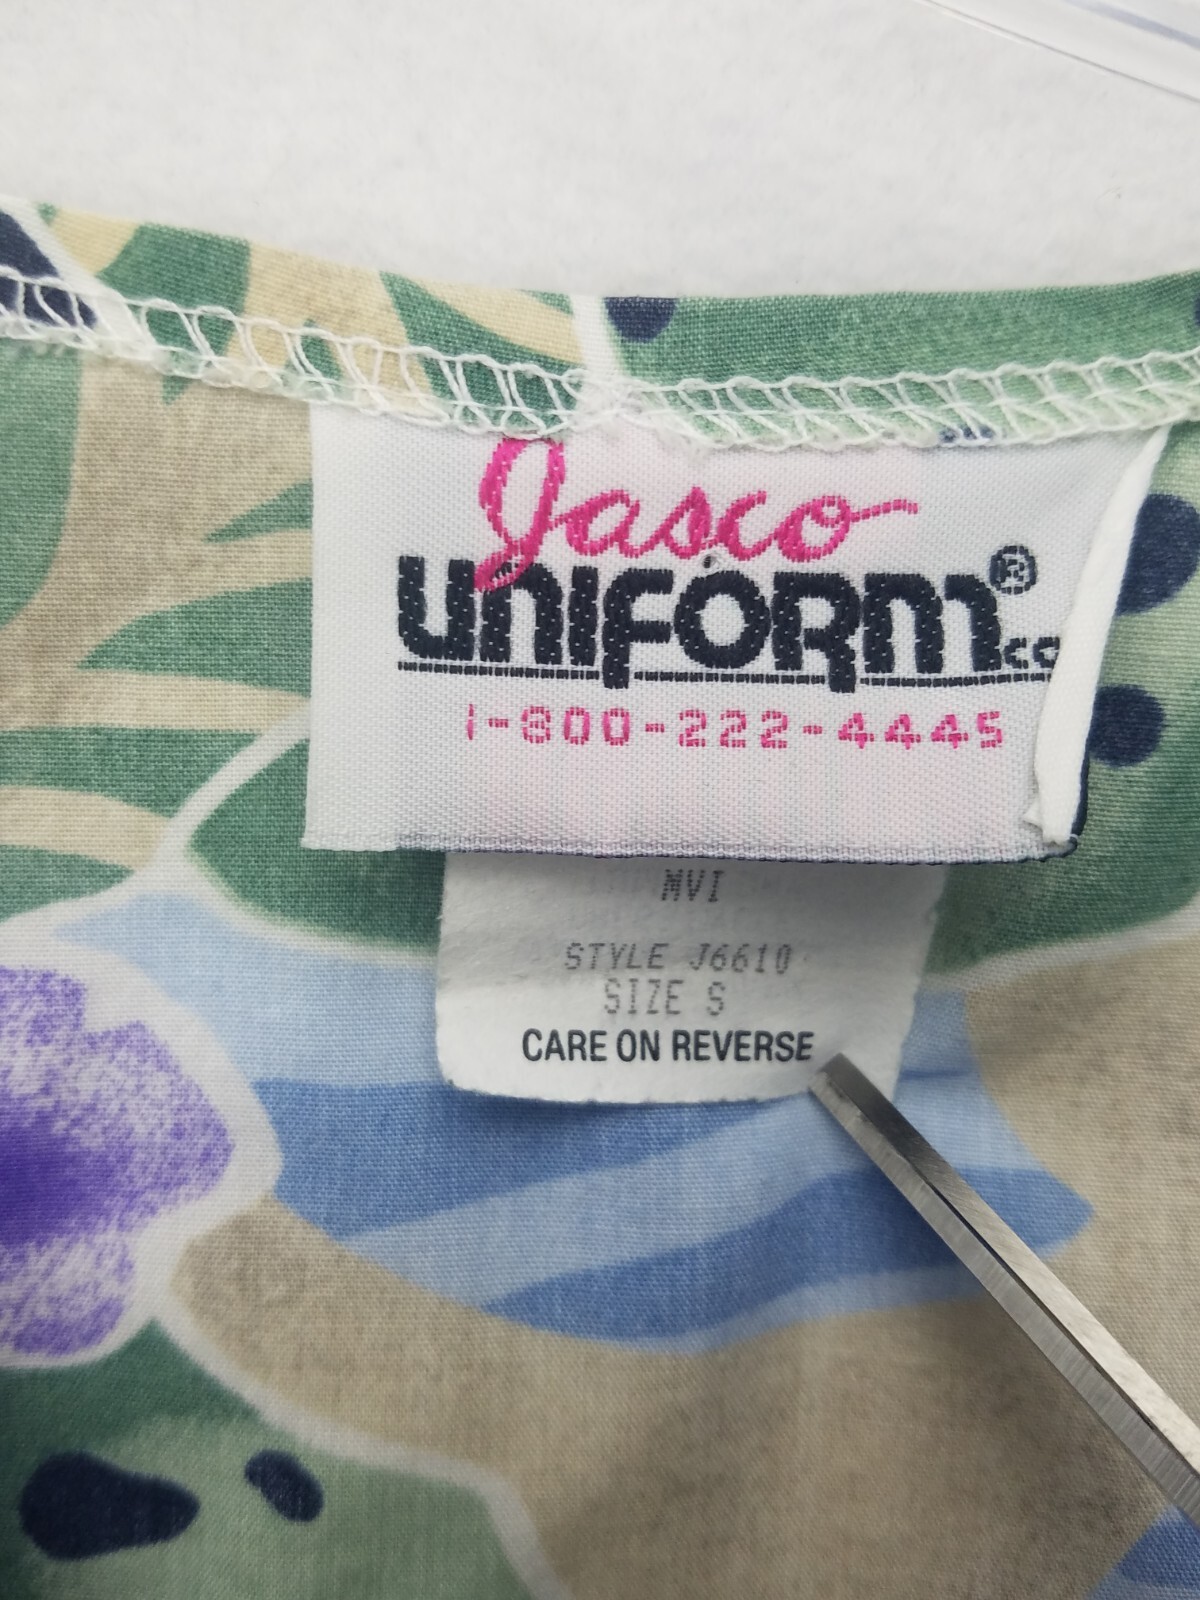 Jasco
UNIFORM® CO
1-800-222-4445
MVI
STYLE J6610
SIZE S
CARE ON REVERSE